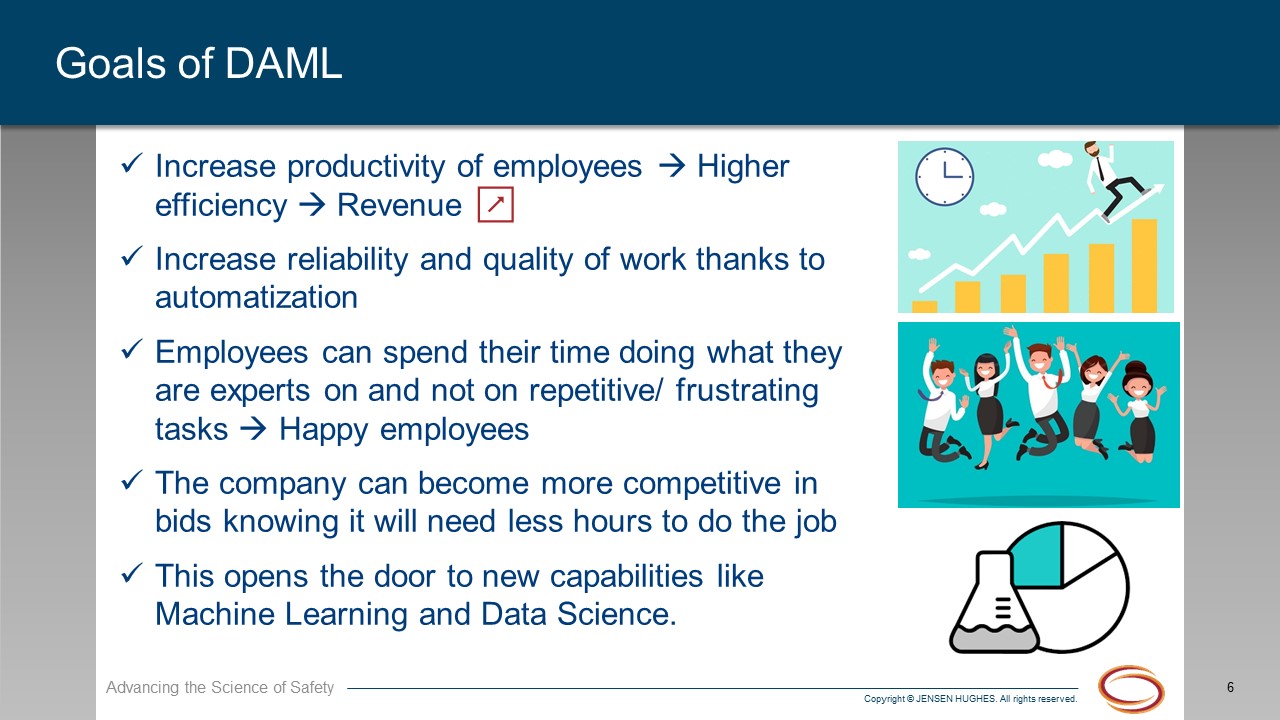 Goals of DAML
✓ Increase productivity of employees → Higher
efficiency → Revenue ↗
✓ Increase reliability and quality of work thanks to
automatization
✓ Employees can spend their time doing what they
are experts on and not on repetitive/ frustrating
tasks → Happy employees
✓ The company can become more competitive in
bids knowing it will need less hours to do the job
✓ This opens the door to new capabilities like
Machine Learning and Data Science.
Advancing the Science of Safety
Copyright © JENSEN HUGHES. All rights reserved.
6